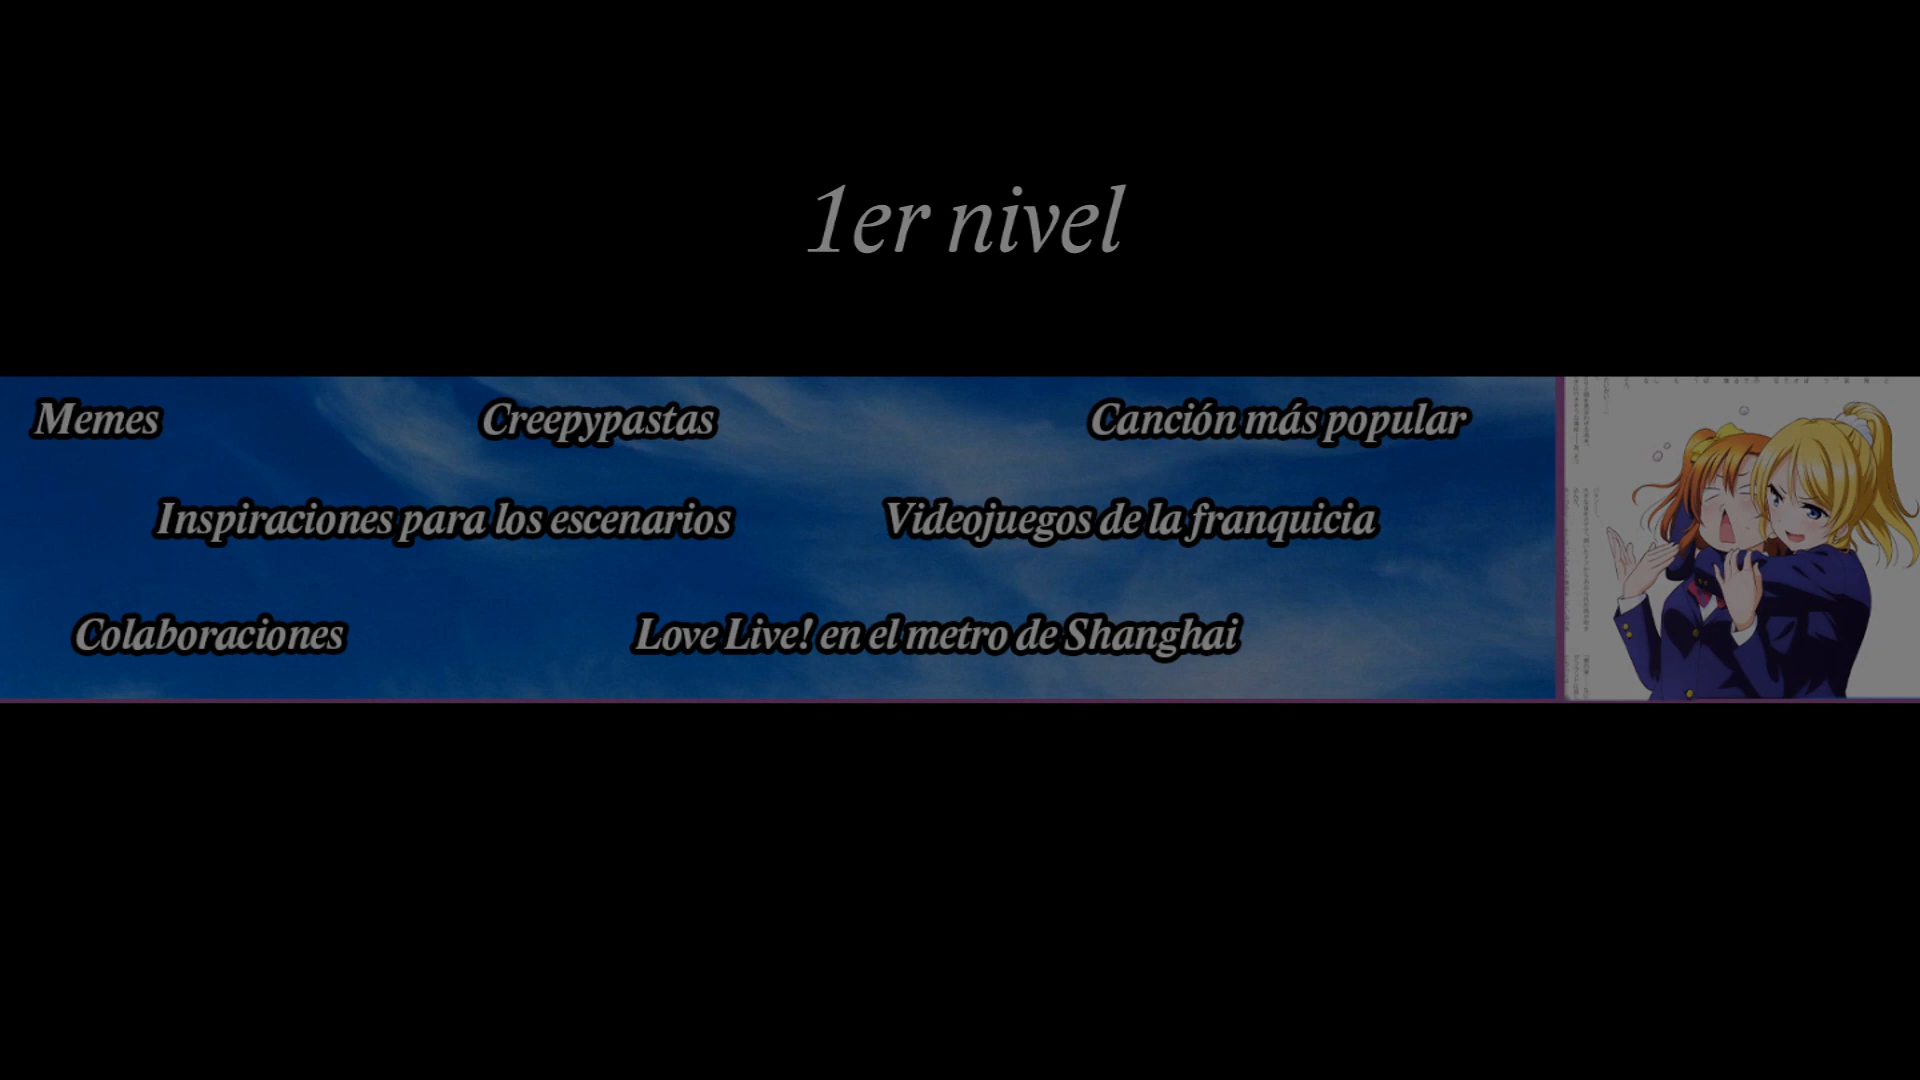 1er nivel
Memes
Creepypastas
Canción más popular
Inspiraciones para los escenarios
Videojuegos de la franquicia
Colaboraciones
Love Live! en el metro de Shanghai